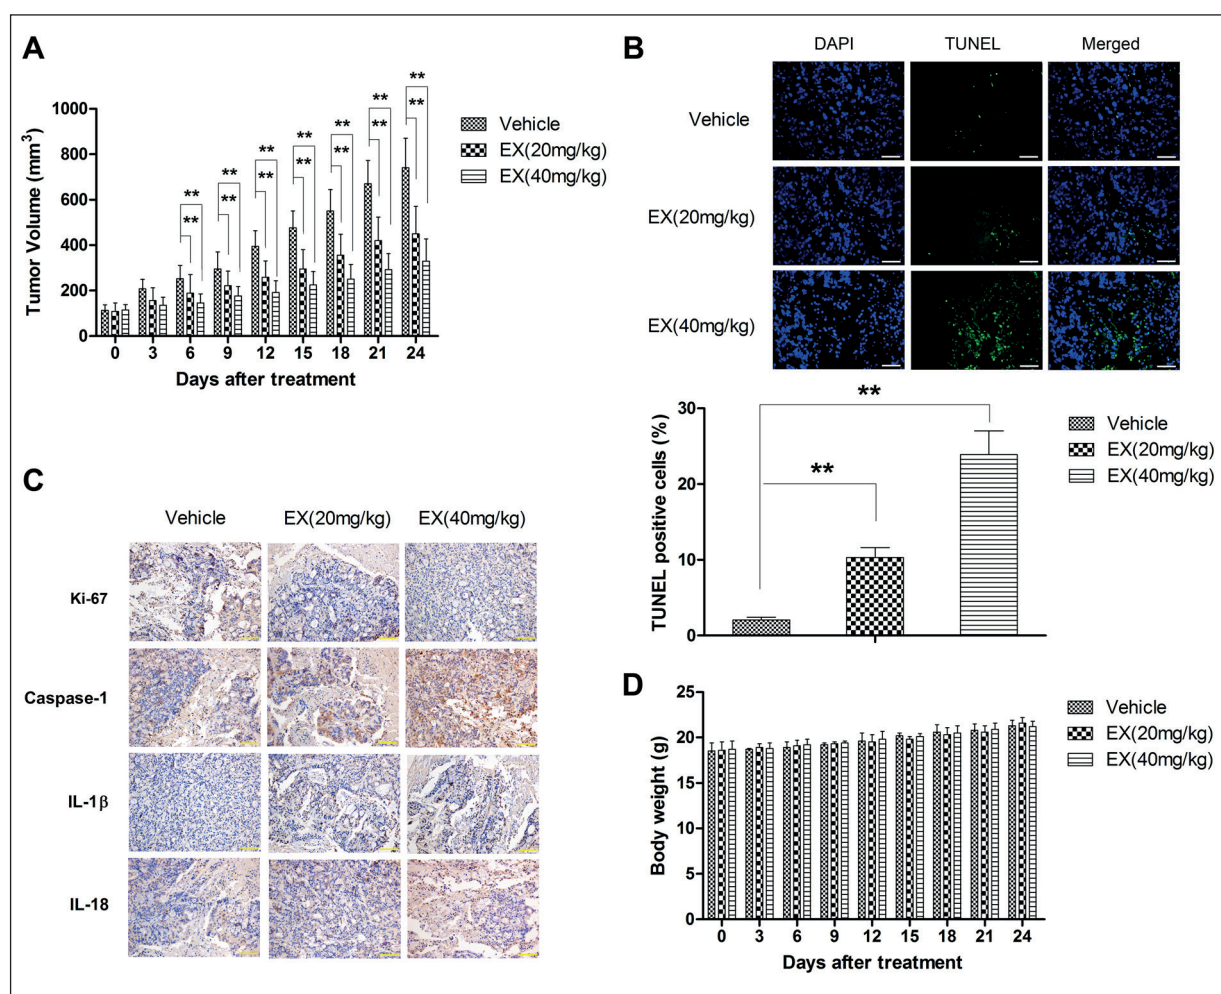 A
Tumor Volume (mm³)
1000
800
600
400
200
0
** ** ** ** ** ** **
** ** ** ** ** ** **
Vehicle
EX(20mg/kg)
EX(40mg/kg)
0 3 6 9 12 15 18 21 24
Days after treatment
B
DAPI TUNEL Merged
Vehicle
EX(20mg/kg)
EX(40mg/kg)
TUNEL positive cells (%)
30
20
10
0
**
**
Vehicle
EX(20mg/kg)
EX(40mg/kg)
C
Vehicle EX(20mg/kg) EX(40mg/kg)
Ki-67
Caspase-1
IL-1β
IL-18
D
Body weight (g)
25
20
15
10
5
0
Vehicle
EX(20mg/kg)
EX(40mg/kg)
0 3 6 9 12 15 18 21 24
Days after treatment